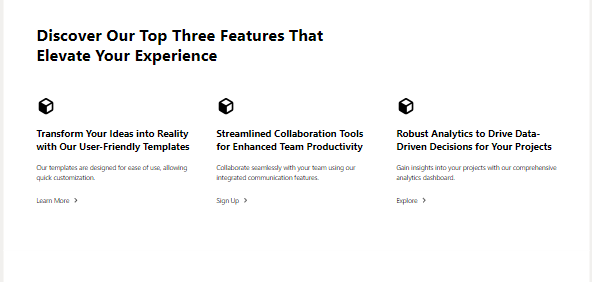 Discover Our Top Three Features That
Elevate Your Experience
Transform Your Ideas into Reality
with Our User-Friendly Templates
Our templates are designed for ease of use, allowing
quick customization.
Learn More
Streamlined Collaboration Tools
for Enhanced Team Productivity
Collaborate seamlessly with your team using our
integrated communication features.
Sign Up
Robust Analytics to Drive Data-
Driven Decisions for Your Projects
Gain insights into your projects with our comprehensive
analytics dashboard.
Explore